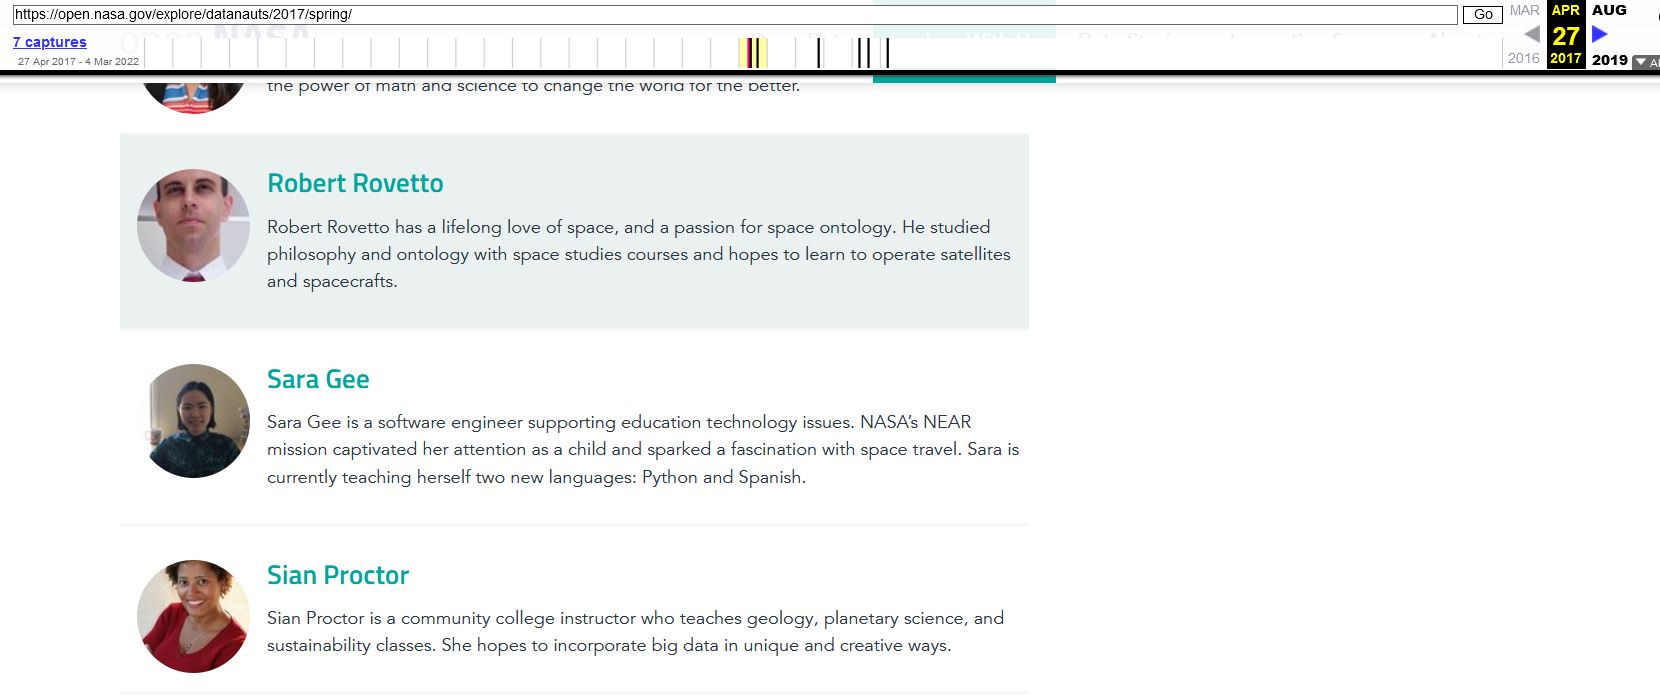 https://open.nasa.gov/explore/datanauts/2017/spring/
Go
MAR
APR
AUG
7 captures
27
27 Apr 2017 - 4 Mar 2022
2016
2017
2019
the power of math and science to change the world for the better.
Robert Rovetto
Robert Rovetto has a lifelong love of space, and a passion for space ontology. He studied
philosophy and ontology with space studies courses and hopes to learn to operate satellites
and spacecrafts.
Sara Gee
Sara Gee is a software engineer supporting education technology issues. NASA’s NEAR
mission captivated her attention as a child and sparked a fascination with space travel. Sara is
currently teaching herself two new languages: Python and Spanish.
Sian Proctor
Sian Proctor is a community college instructor who teaches geology, planetary science, and
sustainability classes. She hopes to incorporate big data in unique and creative ways.